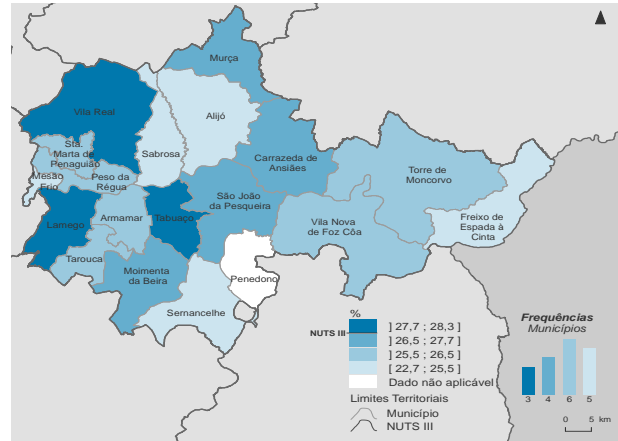 Murça
Vila Real
Alijó
Sta.
Marta de
Penaguião
Sabrosa
Carrazeda de
Ansiães
Mesão
Frio
Peso da
Régua
Torre de
Moncorvo
São João
da Pesqueira
Lamego
Armamar
Tabuaço
Vila Nova
de Foz Côa
Freixo de
Espada à
Cinta
Tarouca
Moimenta
da Beira
Penedono
Sernancelhe
%
NUTS III
] 27,7 ; 28,3 ]
] 26,5 ; 27,7 ]
] 25,5 ; 26,5 ]
[ 22,7 ; 25,5 ]
Dado não aplicável
Limites Territoriais
Município
NUTS III
Frequências
Municípios
3 4 6 5
0 5 km